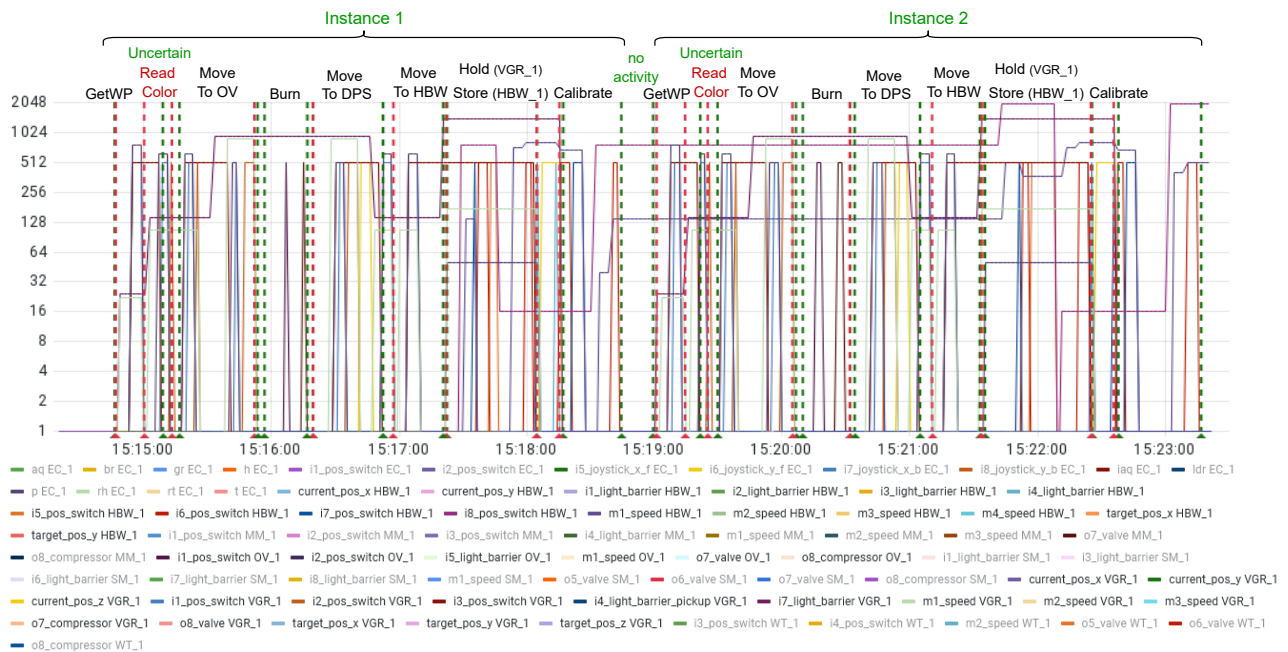 Instance 1 Instance 2
Uncertain no Uncertain
Read Move Move Move Hold (VGR_1) activity Read Move Move Move Hold (VGR_1)
GetWP Color To OV Burn To DPS To HBW Store (HBW_1) Calibrate GetWP Color To OV Burn To DPS To HBW Store (HBW_1) Calibrate
2048
1024
512
256
128
64
32
16
8
4
2
1
15:15:00 15:16:00 15:17:00 15:18:00 15:19:00 15:20:00 15:21:00 15:22:00 15:23:00
aq EC_1 br EC_1 gr EC_1 h EC_1 i1_pos_switch EC_1 i2_pos_switch EC_1 i5_joystick_x_f EC_1 i6_joystick_y_f EC_1 i7_joystick_x_b EC_1 i8_joystick_y_b EC_1 iaq EC_1 ldr EC_1
p EC_1 rh EC_1 rt EC_1 t EC_1 current_pos_x HBW_1 current_pos_y HBW_1 i1_light_barrier HBW_1 i2_light_barrier HBW_1 i3_light_barrier HBW_1 i4_light_barrier HBW_1
i5_pos_switch HBW_1 i6_pos_switch HBW_1 i7_pos_switch HBW_1 i8_pos_switch HBW_1 m1_speed HBW_1 m2_speed HBW_1 m3_speed HBW_1 m4_speed HBW_1 target_pos_x HBW_1
target_pos_y HBW_1 i1_pos_switch MM_1 i2_pos_switch MM_1 i3_pos_switch MM_1 i4_light_barrier MM_1 m1_speed MM_1 m2_speed MM_1 m3_speed MM_1 o7_valve MM_1
o8_compressor MM_1 i1_pos_switch OV_1 i2_pos_switch OV_1 i5_light_barrier OV_1 m1_speed OV_1 o7_valve OV_1 o8_compressor OV_1 i1_light_barrier SM_1 i3_light_barrier SM_1
i6_light_barrier SM_1 i7_light_barrier SM_1 i8_light_barrier SM_1 m1_speed SM_1 o5_valve SM_1 o6_valve SM_1 o7_valve SM_1 o8_compressor SM_1 current_pos_x VGR_1 current_pos_y VGR_1
current_pos_z VGR_1 i1_pos_switch VGR_1 i2_pos_switch VGR_1 i3_pos_switch VGR_1 i4_light_barrier_pickup VGR_1 i7_light_barrier VGR_1 m1_speed VGR_1 m2_speed VGR_1 m3_speed VGR_1
o7_compressor VGR_1 o8_valve VGR_1 target_pos_x VGR_1 target_pos_y VGR_1 target_pos_z VGR_1 i3_pos_switch WT_1 i4_pos_switch WT_1 m2_speed WT_1 o5_valve WT_1 o6_valve WT_1
o8_compressor WT_1